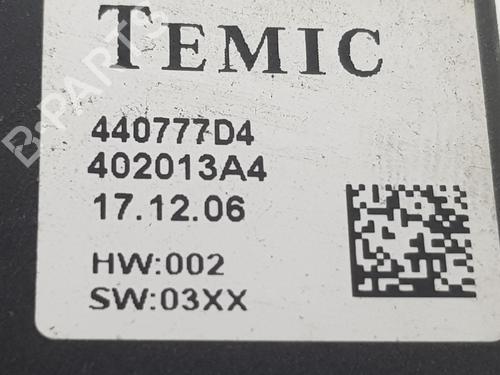 TEMIC
440777D4
402013A4
17.12.06
HW:002
SW:03XX
B-PARTS